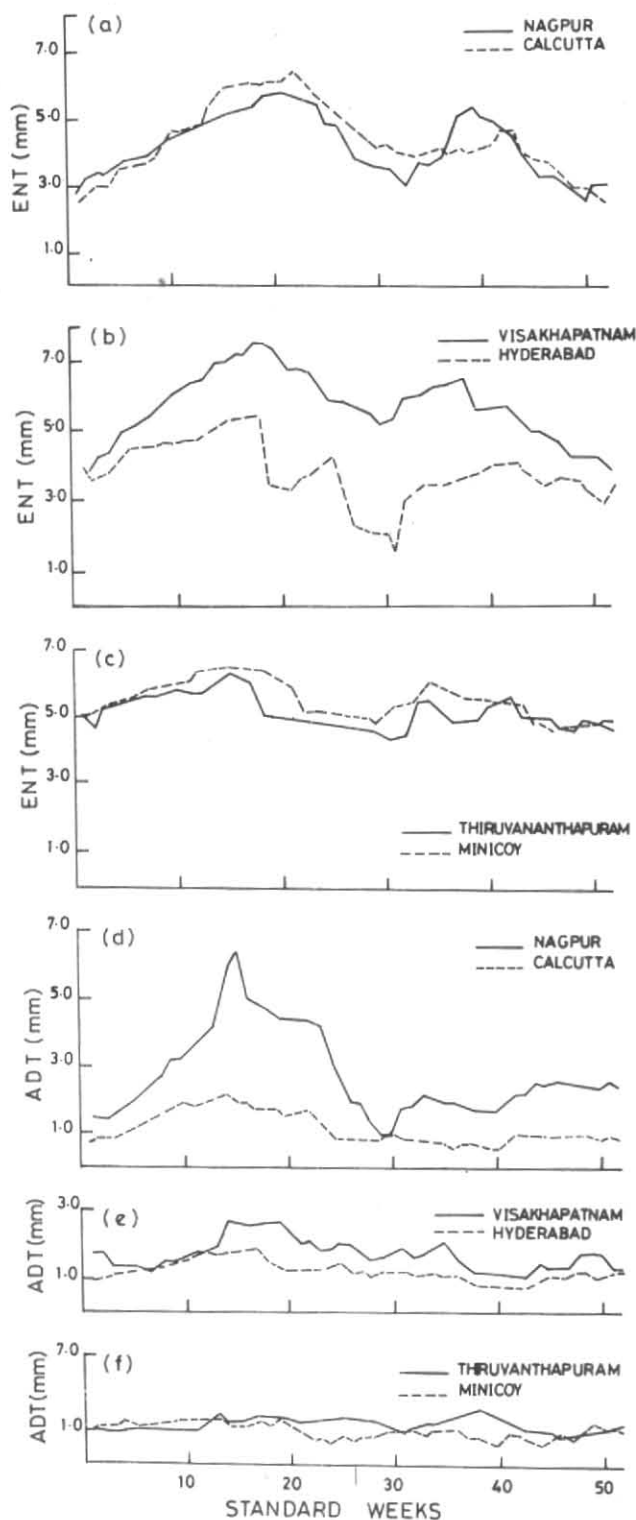 (a)
NAGPUR
CALCUTTA
7.0
5.0
3.0
1.0
ENT (mm)
(b)
VISAKHAPATNAM
HYDERABAD
7.0
5.0
3.0
1.0
ENT (mm)
(c)
7.0
5.0
3.0
1.0
ENT (mm)
THIRUVANANTHAPURAM
MINICOY
(d)
NAGPUR
CALCUTTA
7.0
5.0
3.0
1.0
ADT (mm)
(e)
VISAKHAPATNAM
HYDERABAD
3.0
1.0
ADT (mm)
(f)
THIRUVANTHAPURAM
MINICOY
7.0
1.0
ADT (mm)
10 20 30 40 50
STANDARD WEEKS